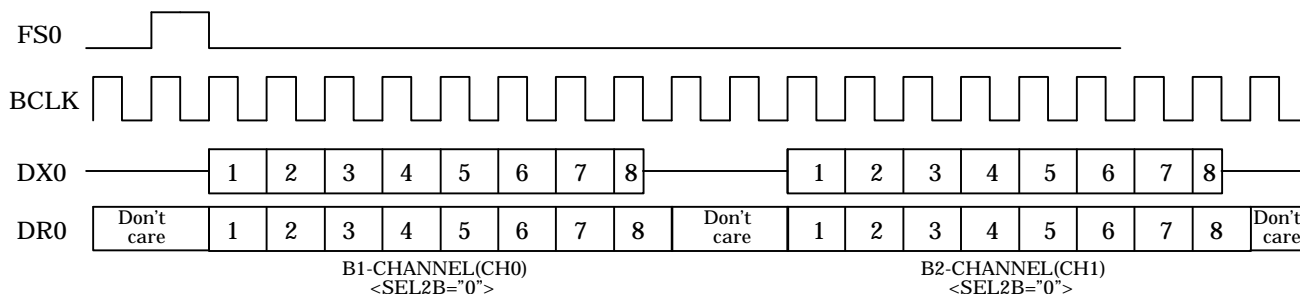 FS0
BCLK
DX0 1 2 3 4 5 6 7 8 1 2 3 4 5 6 7 8
DR0 Don't care 1 2 3 4 5 6 7 8 Don't care 1 2 3 4 5 6 7 8 Don't care
B1-CHANNEL(CH0) B2-CHANNEL(CH1)
<SEL2B="0"> <SEL2B="0">